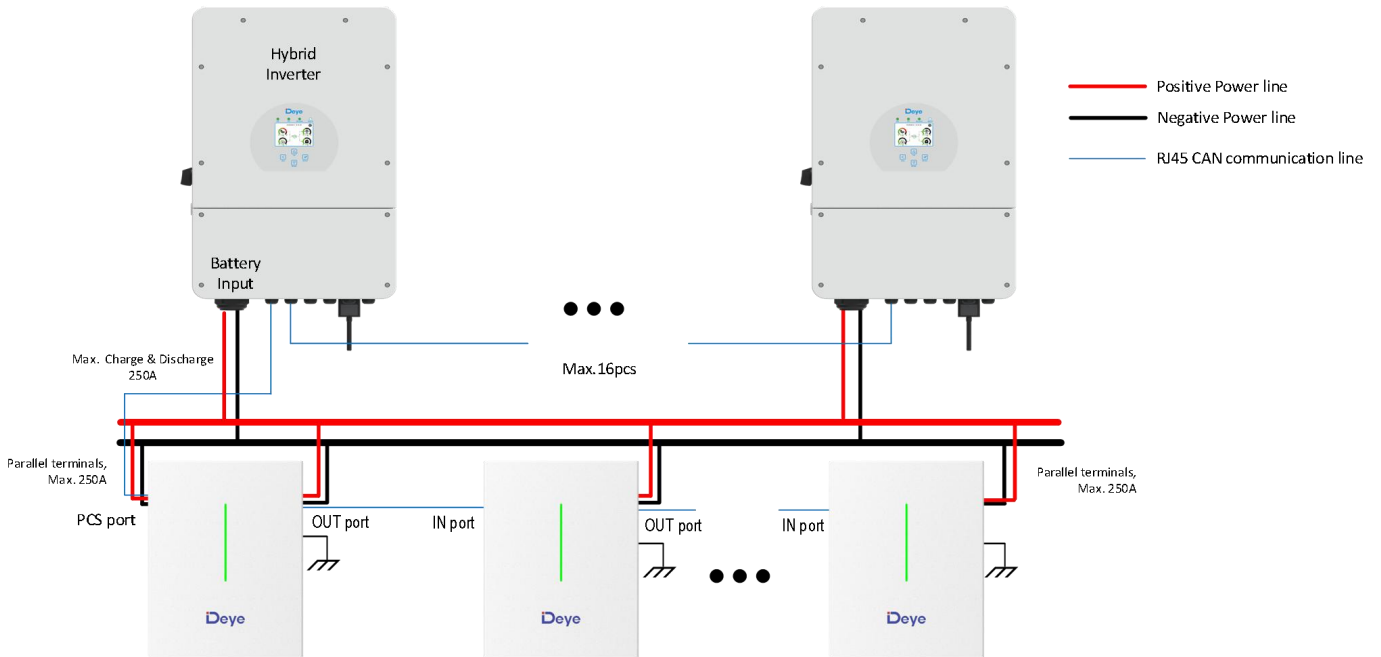 Hybrid
Inverter
Deye
Deye
Positive Power line
Negative Power line
RJ45 CAN communication line
Battery
Input
Max. Charge & Discharge
250A
Max.16pcs
Parallel terminals,
Max. 250A
Parallel terminals,
Max. 250A
PCS port
OUT port
IN port
OUT port
IN port
Deye
Deye
Deye